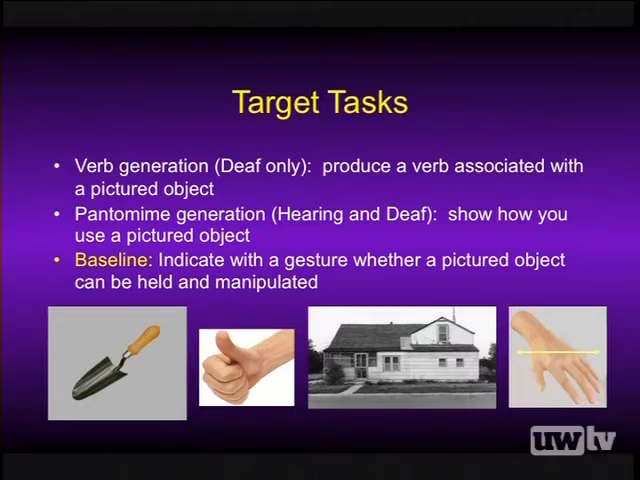 Target Tasks
• Verb generation (Deaf only): produce a verb associated with
a pictured object
• Pantomime generation (Hearing and Deaf): show how you
use a pictured object
• Baseline: Indicate with a gesture whether a pictured object
can be held and manipulated
uwtv